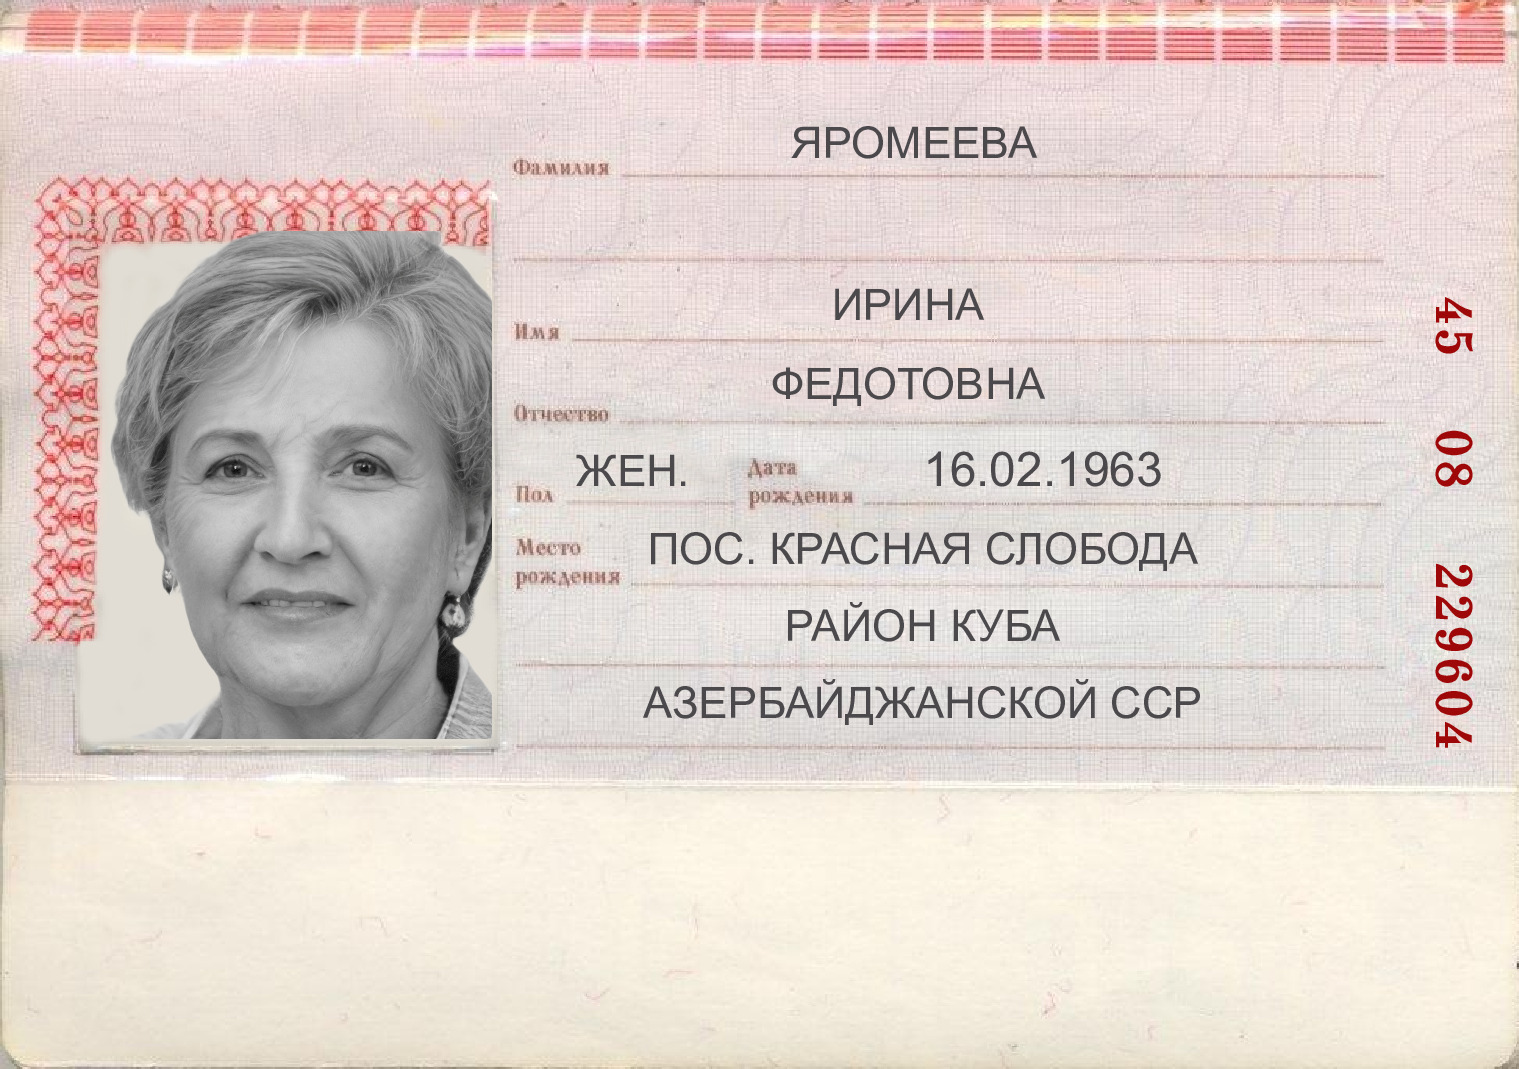 Фамилия ЯРОМЕЕВА
Имя ИРИНА
Отчество ФЕДОТОВНА
Пол ЖЕН. Дата рождения 16.02.1963
Место рождения ПОС. КРАСНАЯ СЛОБОДА
РАЙОН КУБА
АЗЕРБАЙДЖАНСКОЙ ССР
45 08 229604